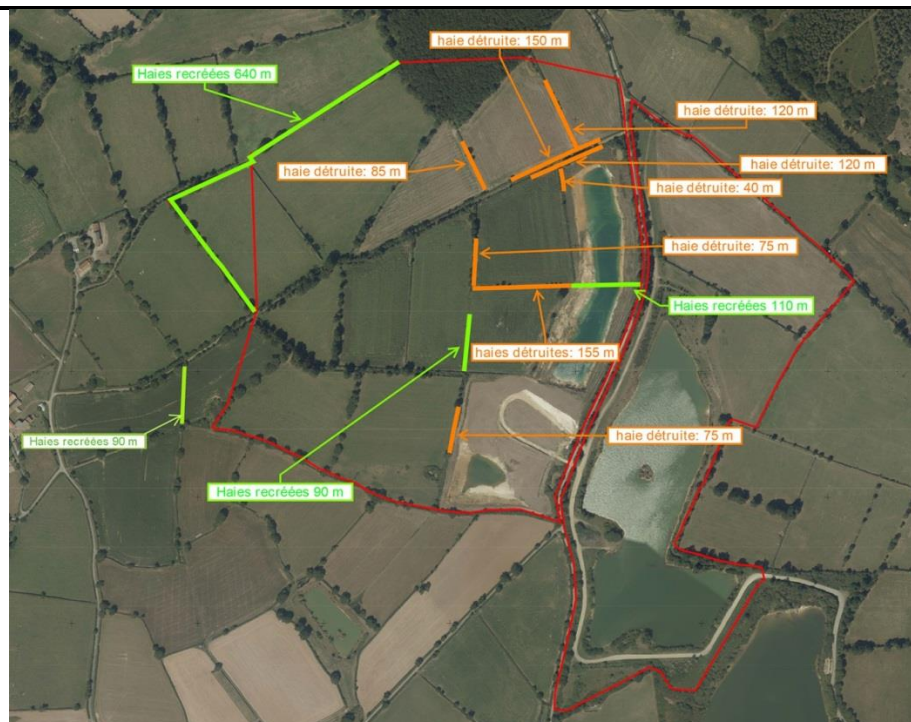 haie détruite: 150 m
Haies recréées 640 m
haie détruite: 120 m
haie détruite: 120 m
haie détruite: 85 m
haie détruite: 40 m
haie détruite: 75 m
Haies recréées 110 m
haies détruites: 155 m
haie détruite: 75 m
Haies recréées 90 m
Haies recréées 90 m